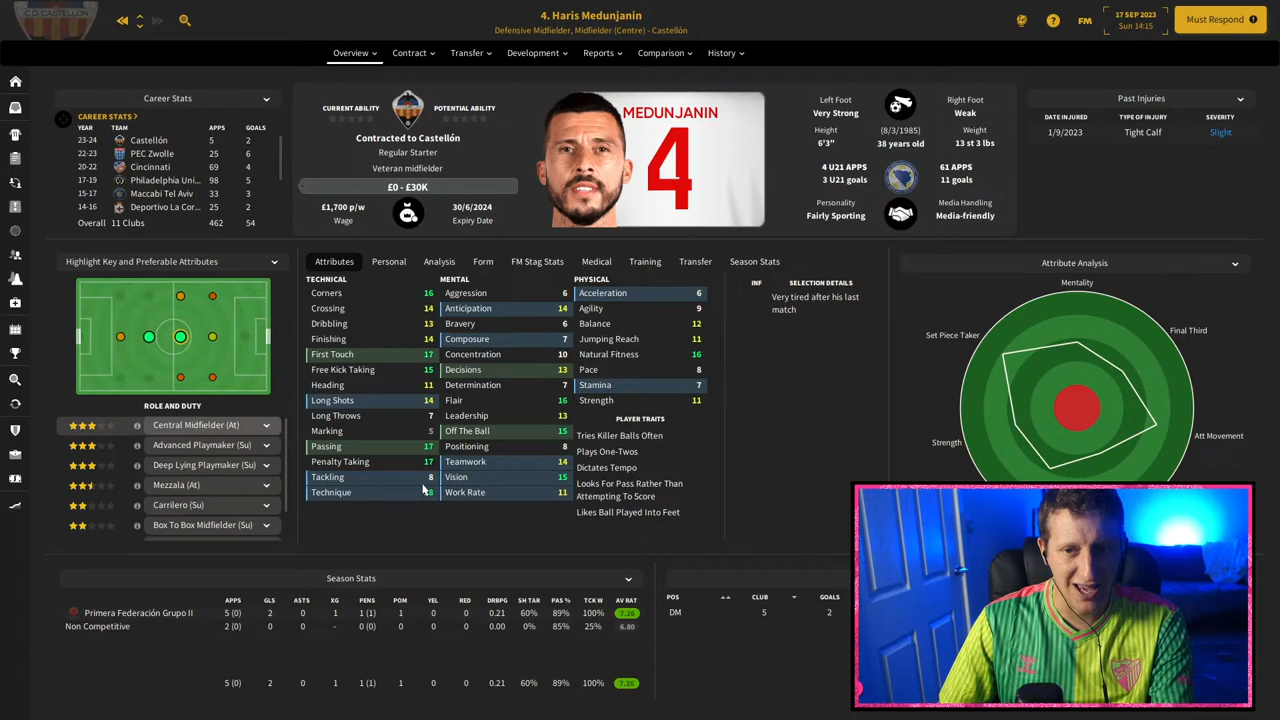 C.D. CASTELLÓN
4. Haris Medunjanin
Defensive Midfielder, Midfielder (Centre) - Castellón
? FM 17 SEP 2023 Must Respond
Sun 14:15
Overview Contract Transfer Development Reports Comparison History
Career Stats
CAREER STATS >
YEAR TEAM APPS GOALS
23-24 Castellón 5 2
22-23 PEC Zwolle 25 6
20-22 Cincinnati 69 4
17-19 Philadelphia Uni... 98 5
15-17 Maccabi Tel Aviv 54 3
14-16 Deportivo La Cor... 25 2
Overall 11 Clubs 462 54
CURRENT ABILITY POTENTIAL ABILITY
Contracted to Castellón
Regular Starter
Veteran midfielder
£0 - £30K
£1,700 p/w 30/6/2024
Wage Expiry Date
MEDUNJANIN
4
Left Foot Right Foot
Very Strong Weak
Height (8/3/1985) Weight
6'3" 38 years old 13 st 3 lbs
4 U21 APPS 61 APPS
3 U21 goals 11 goals
Personality Media Handling
Fairly Sporting Media-friendly
Past Injuries
DATE INJURED TYPE OF INJURY SEVERITY
1/9/2023 Tight Calf Slight
Highlight Key and Preferable Attributes
ROLE AND DUTY
Central Midfielder (At)
Advanced Playmaker (Su)
Deep Lying Playmaker (Su)
Mezzala (At)
Carrilero (Su)
Box To Box Midfielder (Su)
Attributes Personal Analysis Form FM Stag Stats Medical Training Transfer Season Stats
TECHNICAL
Corners 16
Crossing 14
Dribbling 13
Finishing 14
First Touch 17
Free Kick Taking 15
Heading 11
Long Shots 14
Long Throws 7
Marking 5
Passing 17
Penalty Taking 17
Tackling 8
Technique
MENTAL
Aggression 6
Anticipation 14
Bravery 6
Composure 7
Concentration 10
Decisions 13
Determination 7
Flair 16
Leadership 13
Off The Ball 15
Positioning 8
Teamwork 14
Vision 15
Work Rate 11
PHYSICAL
Acceleration 6
Agility 9
Balance 12
Jumping Reach 11
Natural Fitness 16
Pace 8
Stamina 7
Strength 11
PLAYER TRAITS
Tries Killer Balls Often
Plays One-Twos
Dictates Tempo
Looks For Pass Rather Than
Attempting To Score
Likes Ball Played Into Feet
INF SELECTION DETAILS
Very tired after his last
match
Attribute Analysis
Mentality
Set Piece Taker Final Third
Strength Att Movement
Season Stats
APPS GLS ASTS XG PENS POM YEL RED DRBPG SH TAR PAS % TCK W AV RAT
Primera Federación Grupo II 5 (0) 2 0 1 1 (1) 1 0 0 0.21 60% 89% 100% 7.26
Non Competitive 2 (0) 0 0 - 0 (0) 0 0 0 0.00 0% 85% 25% 6.80
5 (0) 2 0 1 1 (1) 1 0 0 0.21 60% 89% 100% 7.26
POS CLUB GOALS
DM 5 2